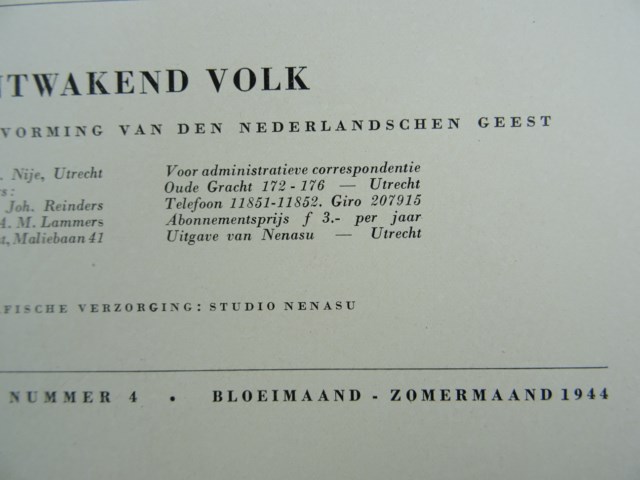 NTWAKEND VOLK
VORMING VAN DEN NEDERLANDSCHEN GEEST
. Nije, Utrecht
rs:
Joh. Reinders
A. M. Lammers
t, Maliebaan 41
Voor administratieve correspondentie
Oude Gracht 172 - 176 — Utrecht
Telefoon 11851-11852. Giro 207915
Abonnementsprijs f 3.- per jaar
Uitgave van Nenasu — Utrecht
FISCHE VERZORGING: STUDIO NENASU
NUMMER 4 • BLOEIMAAND - ZOMERMAAND 1944